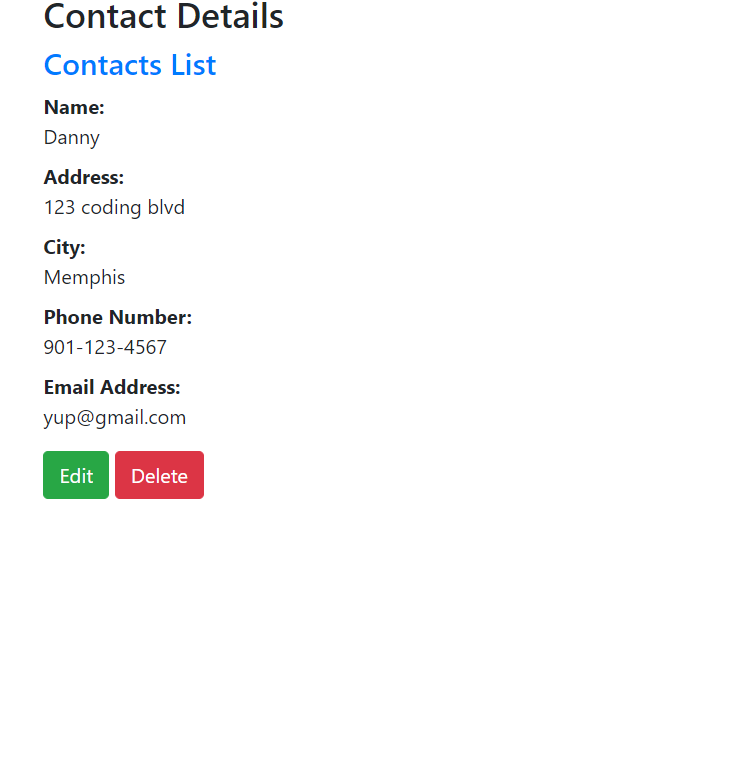 Contact Details
Contacts List
Name:
Danny
Address:
123 coding blvd
City:
Memphis
Phone Number:
901-123-4567
Email Address:
yup@gmail.com
Edit Delete